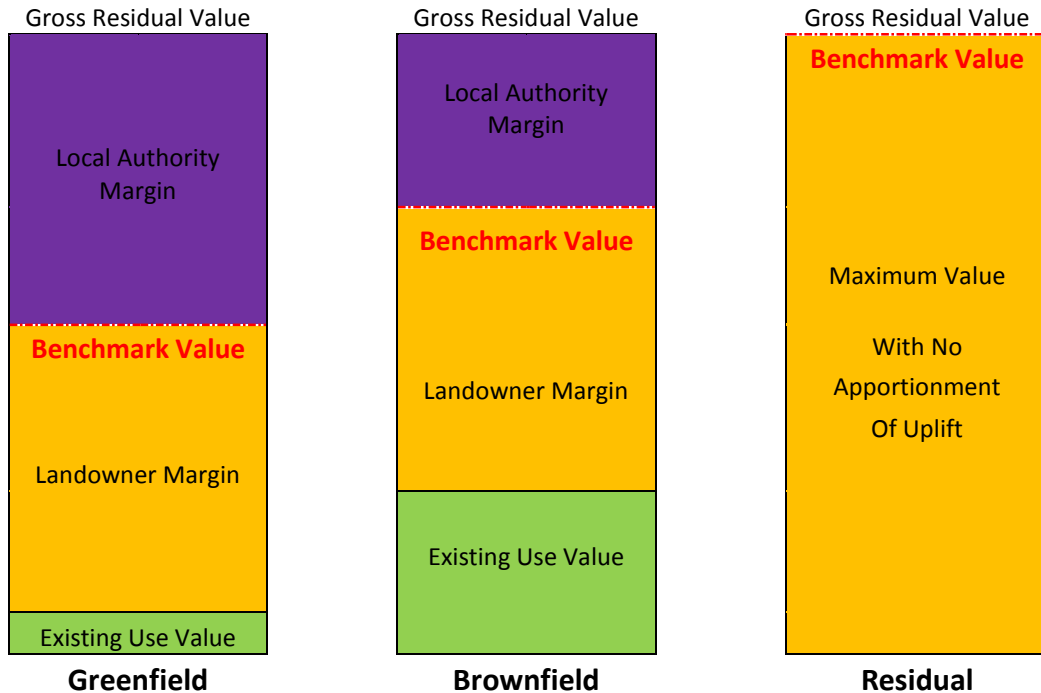 Gross Residual Value
Local Authority
Margin
Benchmark Value
Landowner Margin
Existing Use Value
Greenfield
Gross Residual Value
Local Authority
Margin
Benchmark Value
Landowner Margin
Existing Use Value
Brownfield
Gross Residual Value
Benchmark Value
Maximum Value
With No
Apportionment
Of Uplift
Residual